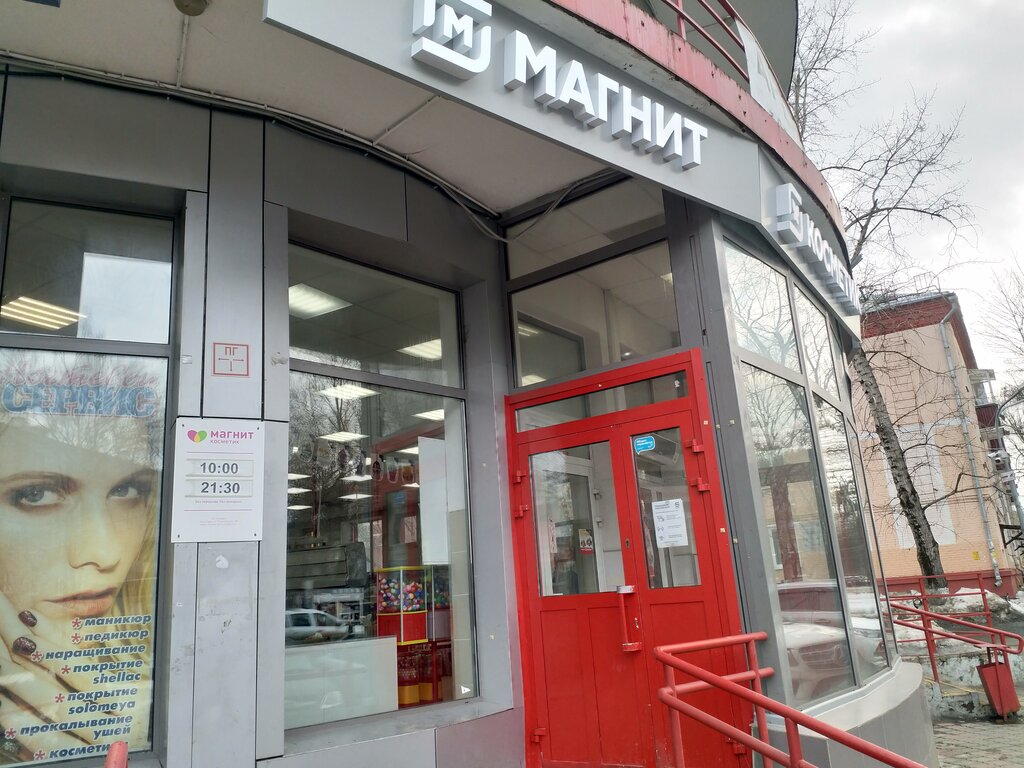 М МАГНИТ
КОСМЕТИК
ПГ
СЕРВИС
МАГНИТ
КОСМЕТИК
10:00
21:30
* маникюр
* педикюр
* наращивание
* покрытие
shellac
* покрытие
solomeya
* прокалывание
ушей
* космети